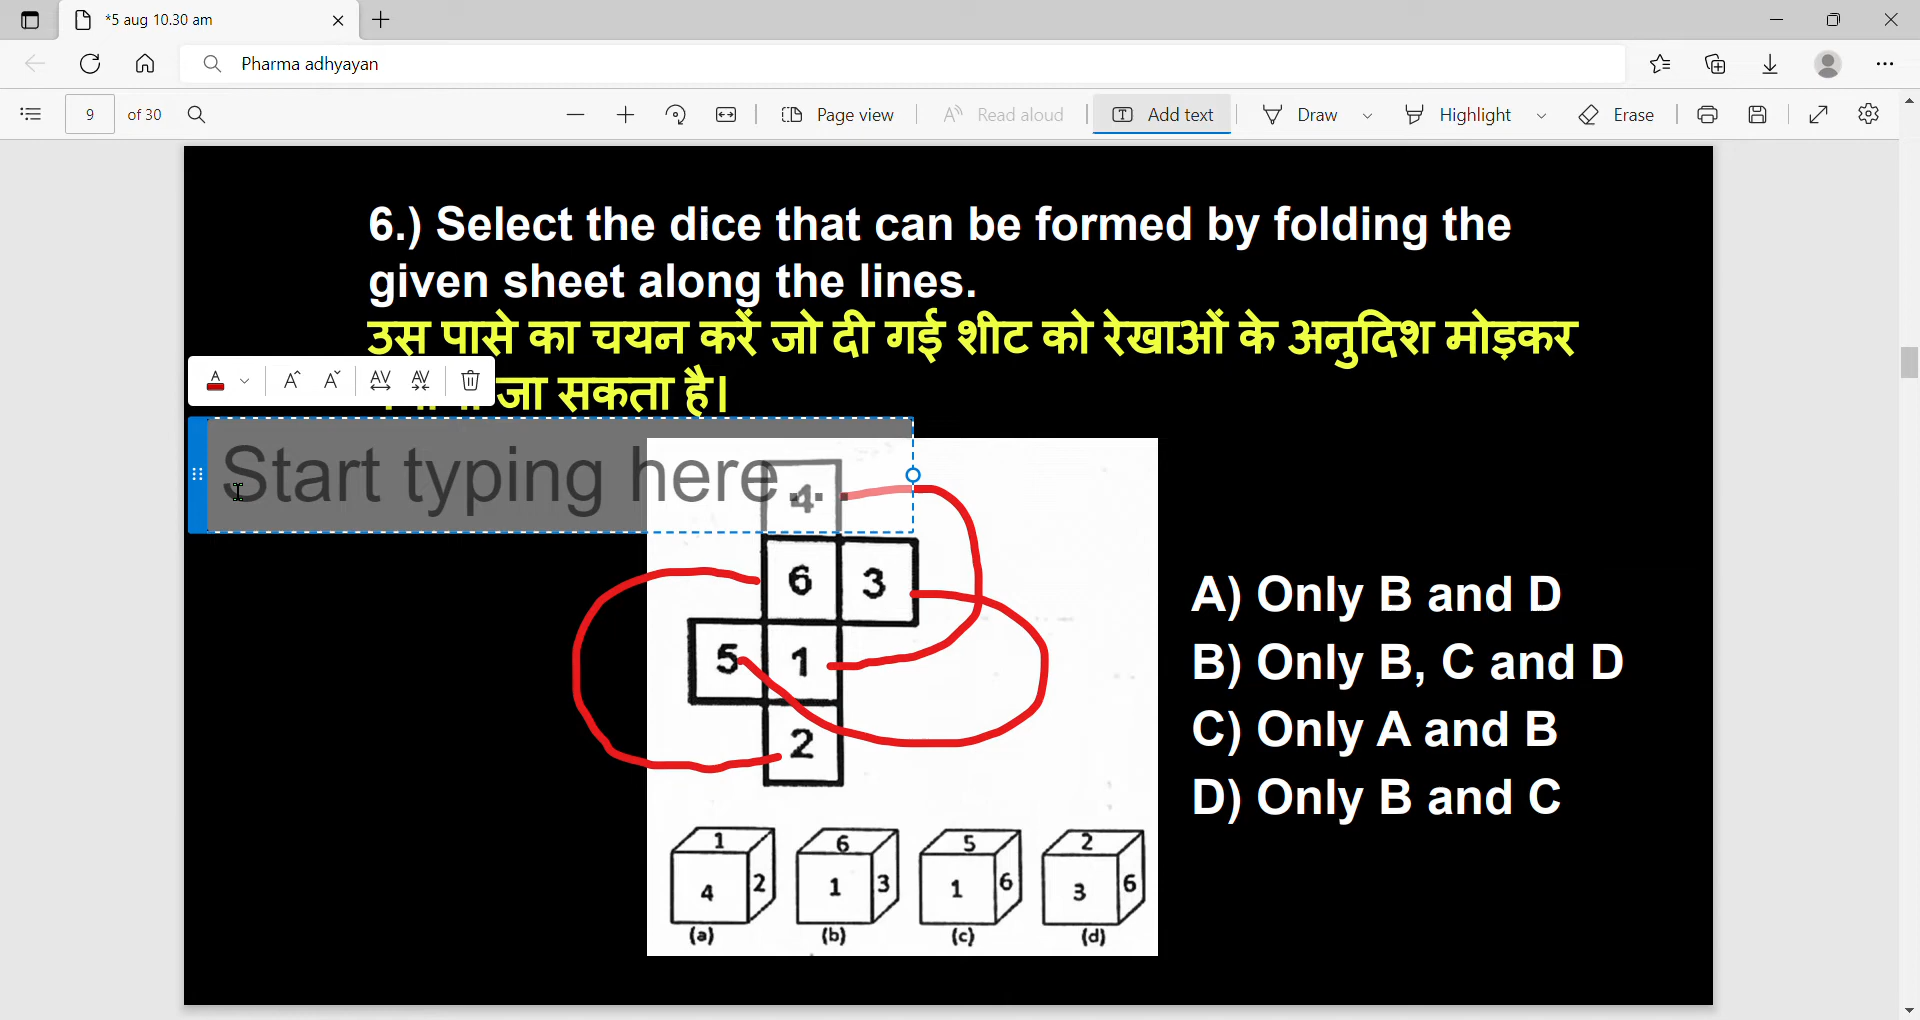 *5 aug 10.30 am
Pharma adhyayan
9 of 30
Page view
Read aloud
Add text
Draw
Highlight
Erase
6.) Select the dice that can be formed by folding the
given sheet along the lines.
उस पासे का चयन करें जो दी गई शीट को रेखाओं के अनुदिश मोड़कर
जा सकता है।
Start typing here...
4
6 3
5 1
2
A) Only B and D
B) Only B, C and D
C) Only A and B
D) Only B and C
1 6 5 2
4 2 1 3 1 6 3 6
(a) (b) (c) (d)